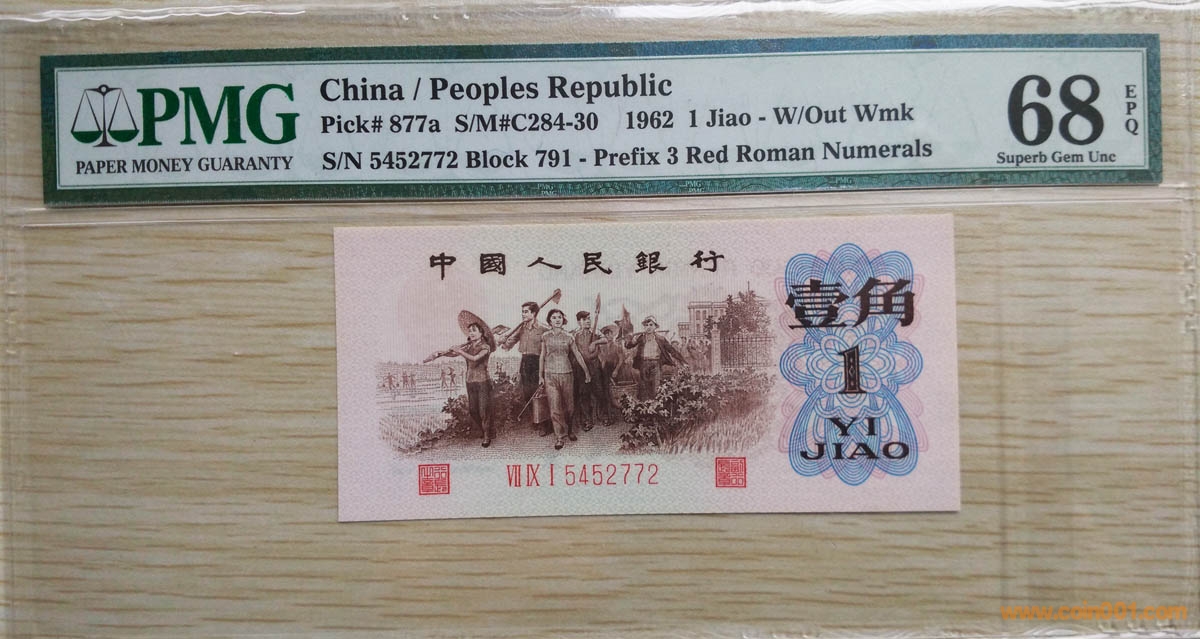 PMG
PAPER MONEY GUARANTY
China / Peoples Republic
Pick# 877a S/M#C284-30 1962 1 Jiao - W/Out Wmk
S/N 5452772 Block 791 - Prefix 3 Red Roman Numerals
68
EPQ
Superb Gem Unc
中國人民銀行
壹角
1
YI
JIAO
VII IX I 5452772
www.coin001.com